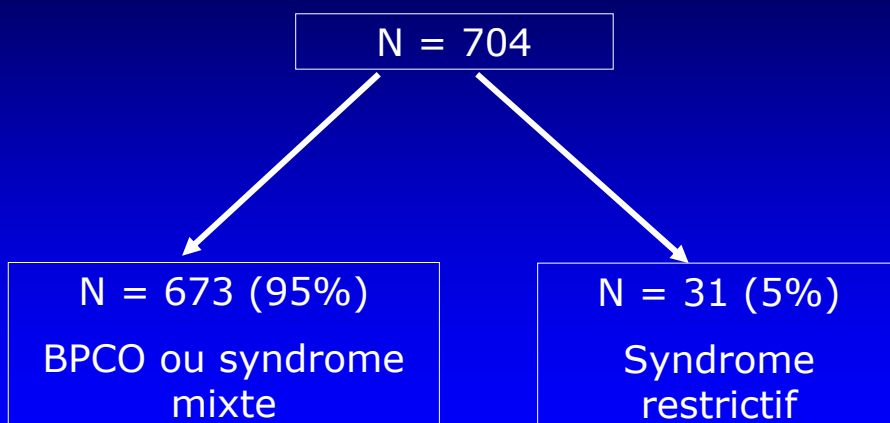 N = 704
N = 673 (95%)
BPCO ou syndrome
mixte
N = 31 (5%)
Syndrome
restrictif